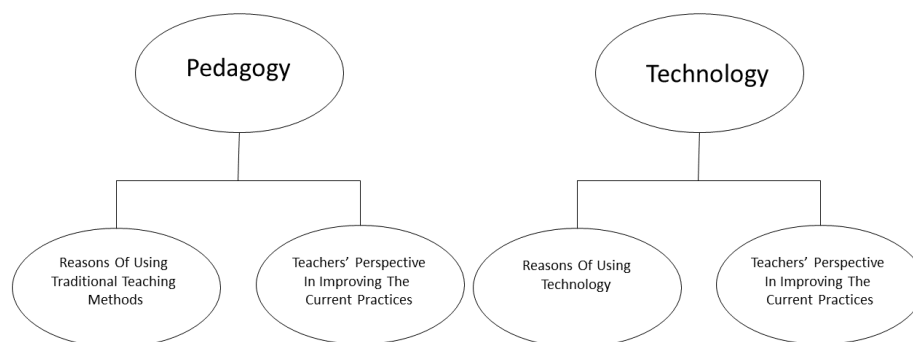 Pedagogy
Technology
Reasons Of Using
Traditional Teaching
Methods
Teachers' Perspective
In Improving The
Current Practices
Reasons Of Using
Technology
Teachers' Perspective
In Improving The
Current Practices